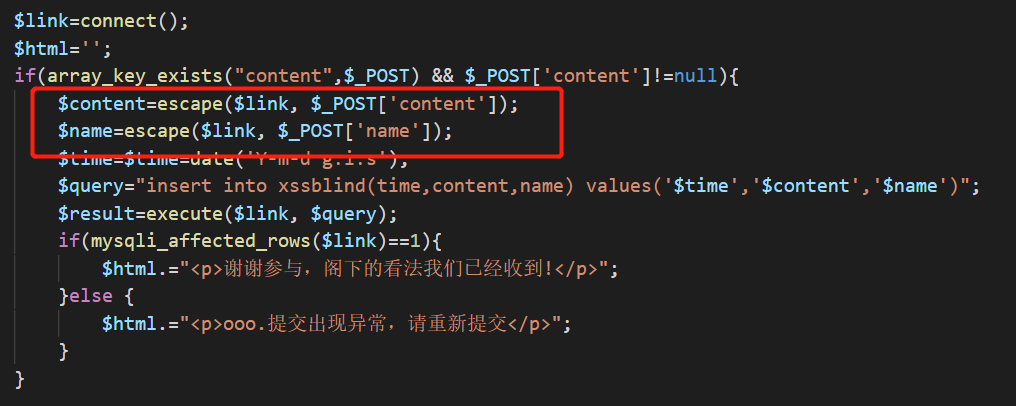 $link=connect();
$html='';
if(array_key_exists("content",$_POST) && $_POST['content']!=null){
$content=escape($link, $_POST['content']);
$name=escape($link, $_POST['name']);
$time=$time=date('Y-m-d g:i:s');
$query="insert into xssblind(time,content,name) values('$time','$content','$name')";
$result=execute($link, $query);
if(mysqli_affected_rows($link)==1){
$html.="<p>谢谢参与，阁下的看法我们已经收到!</p>";
}else {
$html.="<p>ooo.提交出现异常，请重新提交</p>";
}
}